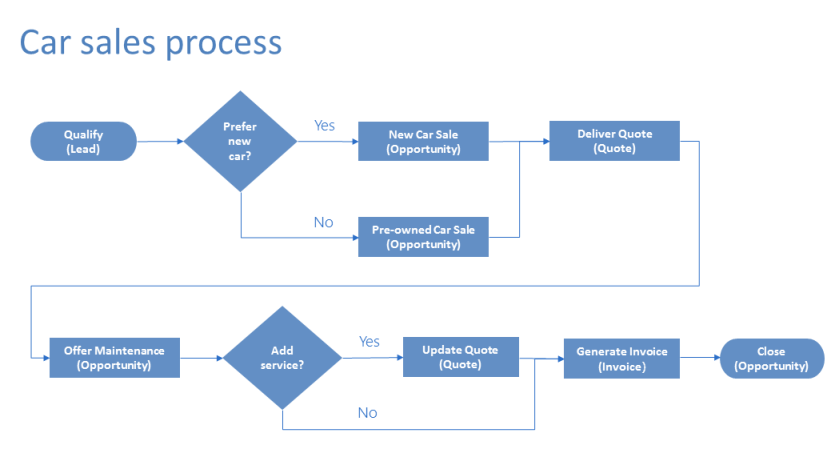 Car sales process
Qualify
(Lead)
Prefer
new
car?
Yes
New Car Sale
(Opportunity)
Deliver Quote
(Quote)
No
Pre-owned Car Sale
(Opportunity)
Offer Maintenance
(Opportunity)
Add
service?
Yes
Update Quote
(Quote)
Generate Invoice
(Invoice)
Close
(Opportunity)
No